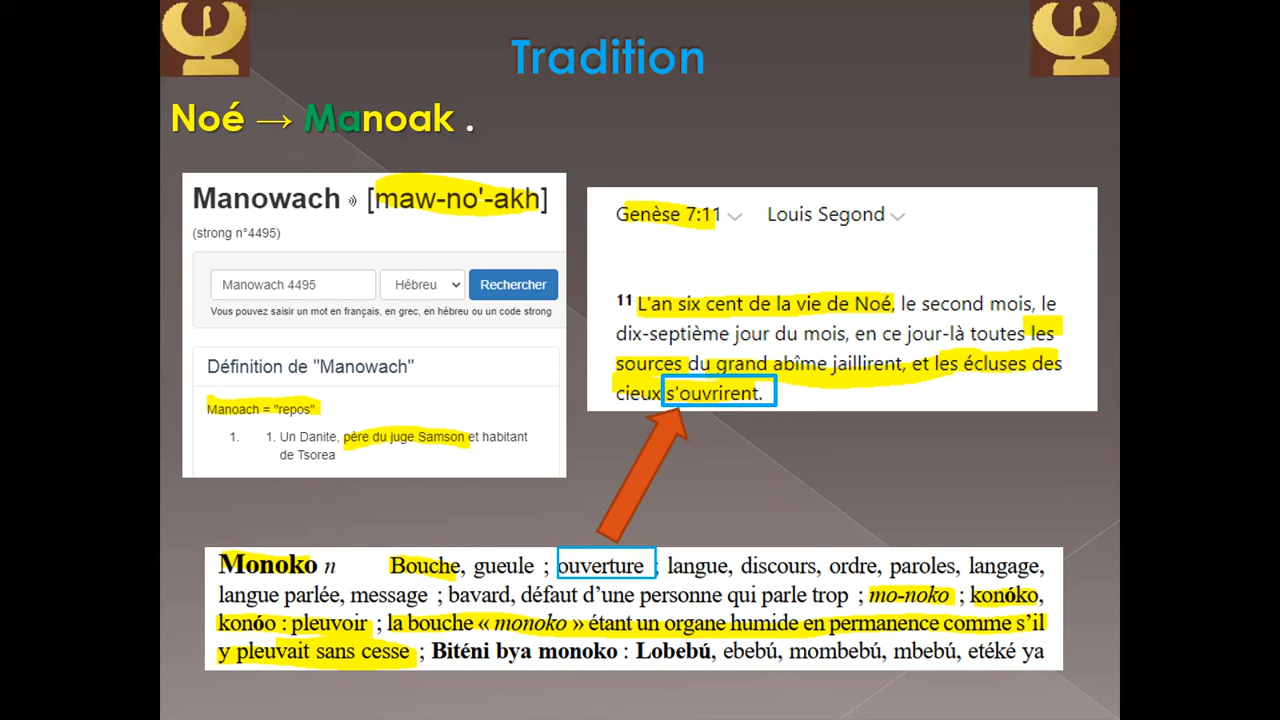 Tradition
Noé → Manoak .
Manowach [maw-no'-akh]
(strong n°4495)
Manowach 4495 Hébreu Rechercher
Vous pouvez saisir un mot en français, en grec, en hébreu ou un code strong
Définition de "Manowach"
Manoach = "repos"
1. 1. Un Danite, père du juge Samson et habitant
de Tsorea
Genèse 7:11 Louis Segond
11 L'an six cent de la vie de Noé, le second mois, le
dix-septième jour du mois, en ce jour-là toutes les
sources du grand abîme jaillirent, et les écluses des
cieux s'ouvrirent.
Monoko n Bouche, gueule ; ouverture ; langue, discours, ordre, paroles, langage,
langue parlée, message ; bavard, défaut d’une personne qui parle trop ; mo-noko ; konóko,
konóo : pleuvoir ; la bouche « monoko » étant un organe humide en permanence comme s’il
y pleuvait sans cesse ; Biténi bya monoko : Lobebú, ebebú, mombebú, mbebú, etéké ya